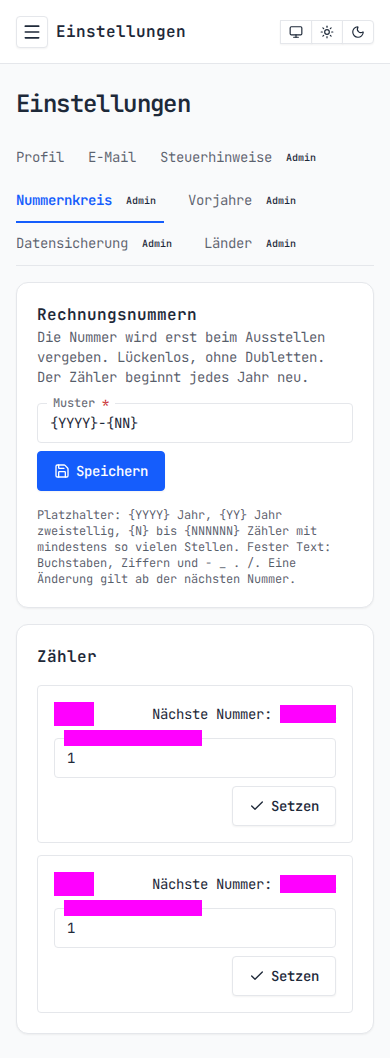 Einstellungen
Einstellungen
Profil E-Mail Steuerhinweise Admin
Nummernkreis Admin Vorjahre Admin
Datensicherung Admin Länder Admin
Rechnungsnummern
Die Nummer wird erst beim Ausstellen
vergeben. Lückenlos, ohne Dubletten.
Der Zähler beginnt jedes Jahr neu.
Muster *
{YYYY}-{NN}
Speichern
Platzhalter: {YYYY} Jahr, {YY} Jahr
zweistellig, {N} bis {NNNNNN} Zähler mit
mindestens so vielen Stellen. Fester Text:
Buchstaben, Ziffern und - _ . /. Eine
Änderung gilt ab der nächsten Nummer.
Zähler
Nächste Nummer:
1
Setzen
Nächste Nummer:
1
Setzen